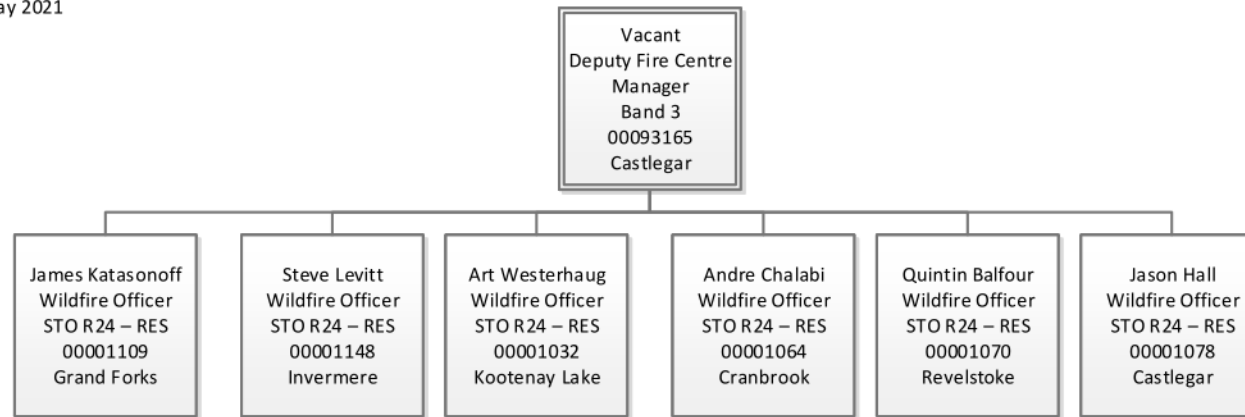 2021
Vacant
Deputy Fire Centre
Manager
Band 3
00093165
Castlegar
James Katasonoff
Wildfire Officer
STO R24 – RES
00001109
Grand Forks
Steve Levitt
Wildfire Officer
STO R24 – RES
00001148
Invermere
Art Westerhaug
Wildfire Officer
STO R24 – RES
00001032
Kootenay Lake
Andre Chalabi
Wildfire Officer
STO R24 – RES
00001064
Cranbrook
Quintin Balfour
Wildfire Officer
STO R24 – RES
00001070
Revelstoke
Jason Hall
Wildfire Officer
STO R24 – RES
00001078
Castlegar